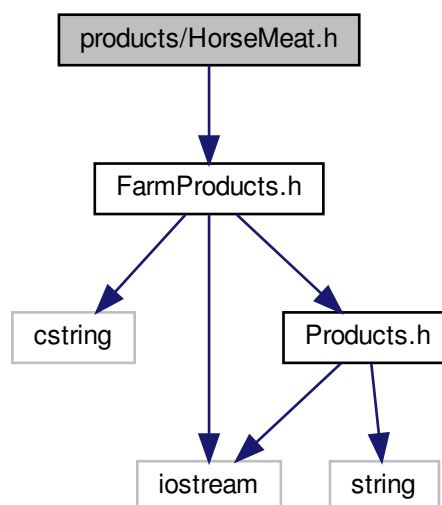 products/HorseMeat.h
FarmProducts.h
cstring
Products.h
iostream
string